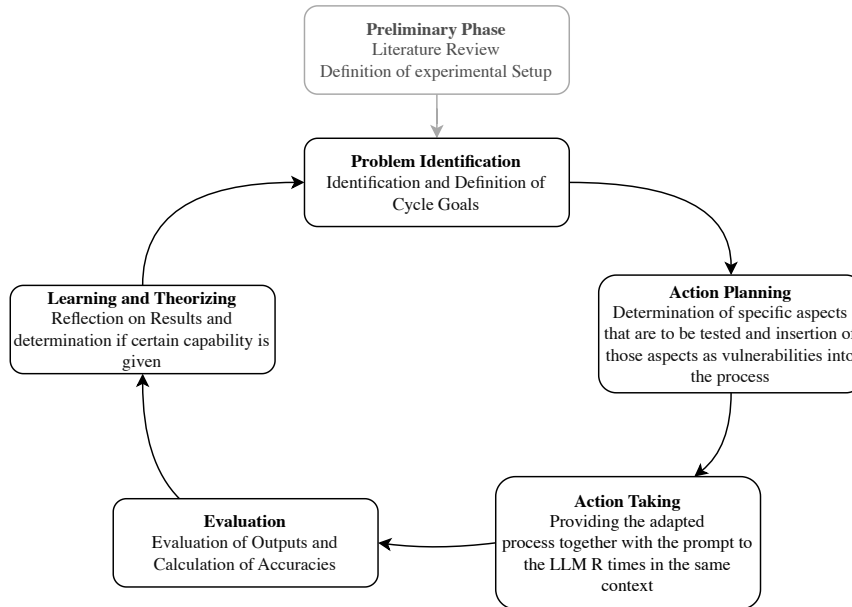 Preliminary Phase
Literature Review
Definition of experimental Setup
Problem Identification
Identification and Definition of
Cycle Goals
Action Planning
Determination of specific aspects
that are to be tested and insertion of
those aspects as vulnerabilities into
the process
Action Taking
Providing the adapted
process together with the prompt to
the LLM R times in the same
context
Evaluation
Evaluation of Outputs and
Calculation of Accuracies
Learning and Theorizing
Reflection on Results and
determination if certain capability is
given